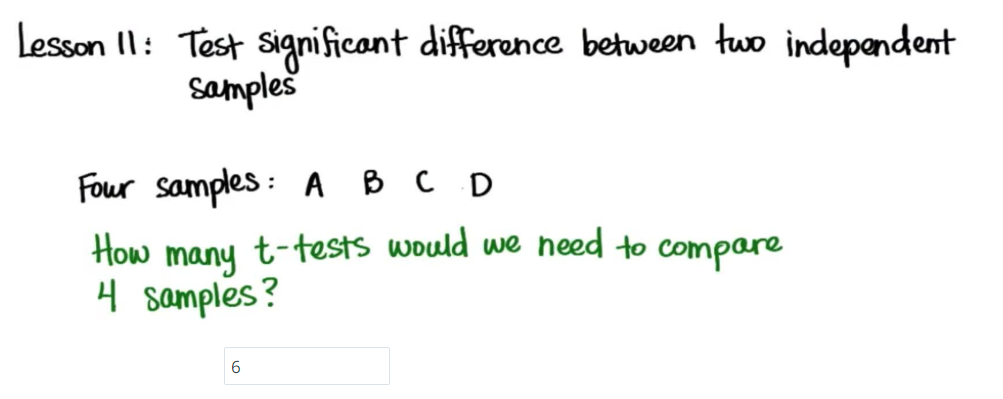 Lesson 11: Test significant difference between two independent
samples
Four samples: A B C D
How many t-tests would we need to compare
4 samples?
6